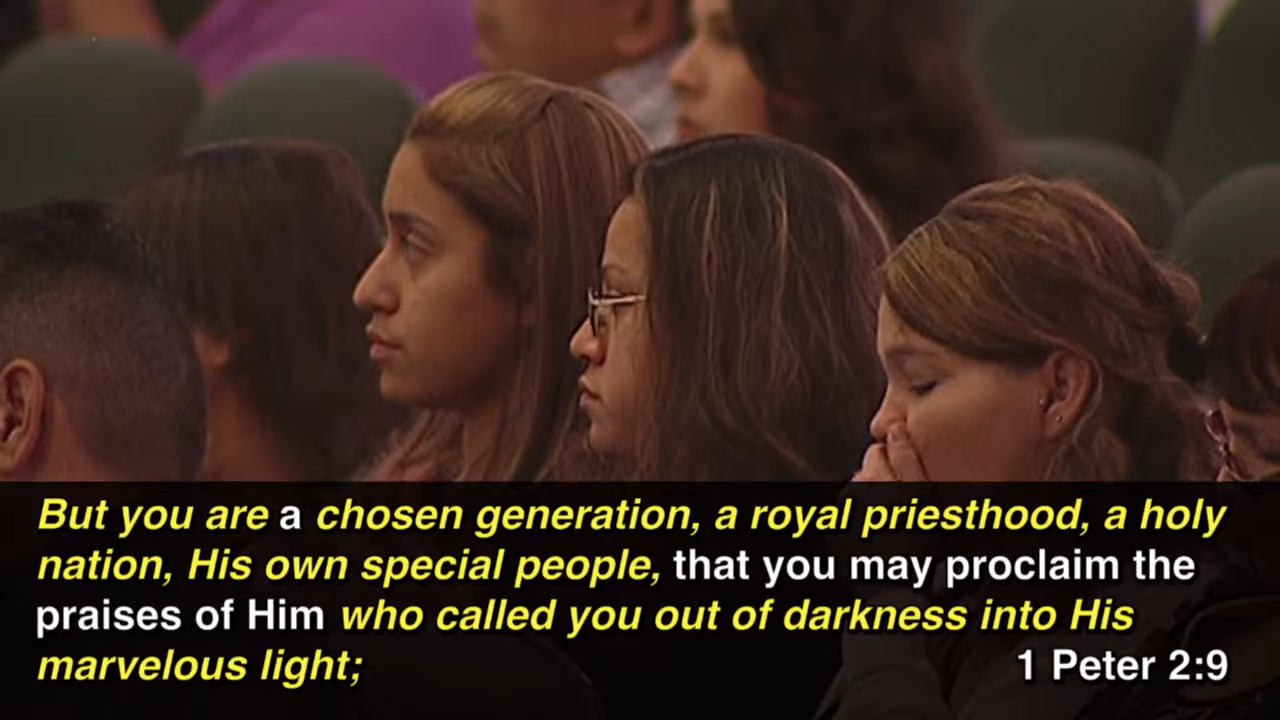 But you are a chosen generation, a royal priesthood, a holy
nation, His own special people, that you may proclaim the
praises of Him who called you out of darkness into His
marvelous light;
1 Peter 2:9